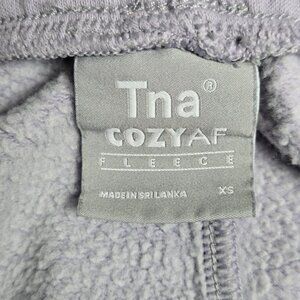 Tna®
COZYAF
FLEECE
MADE IN SRI LANKA XS